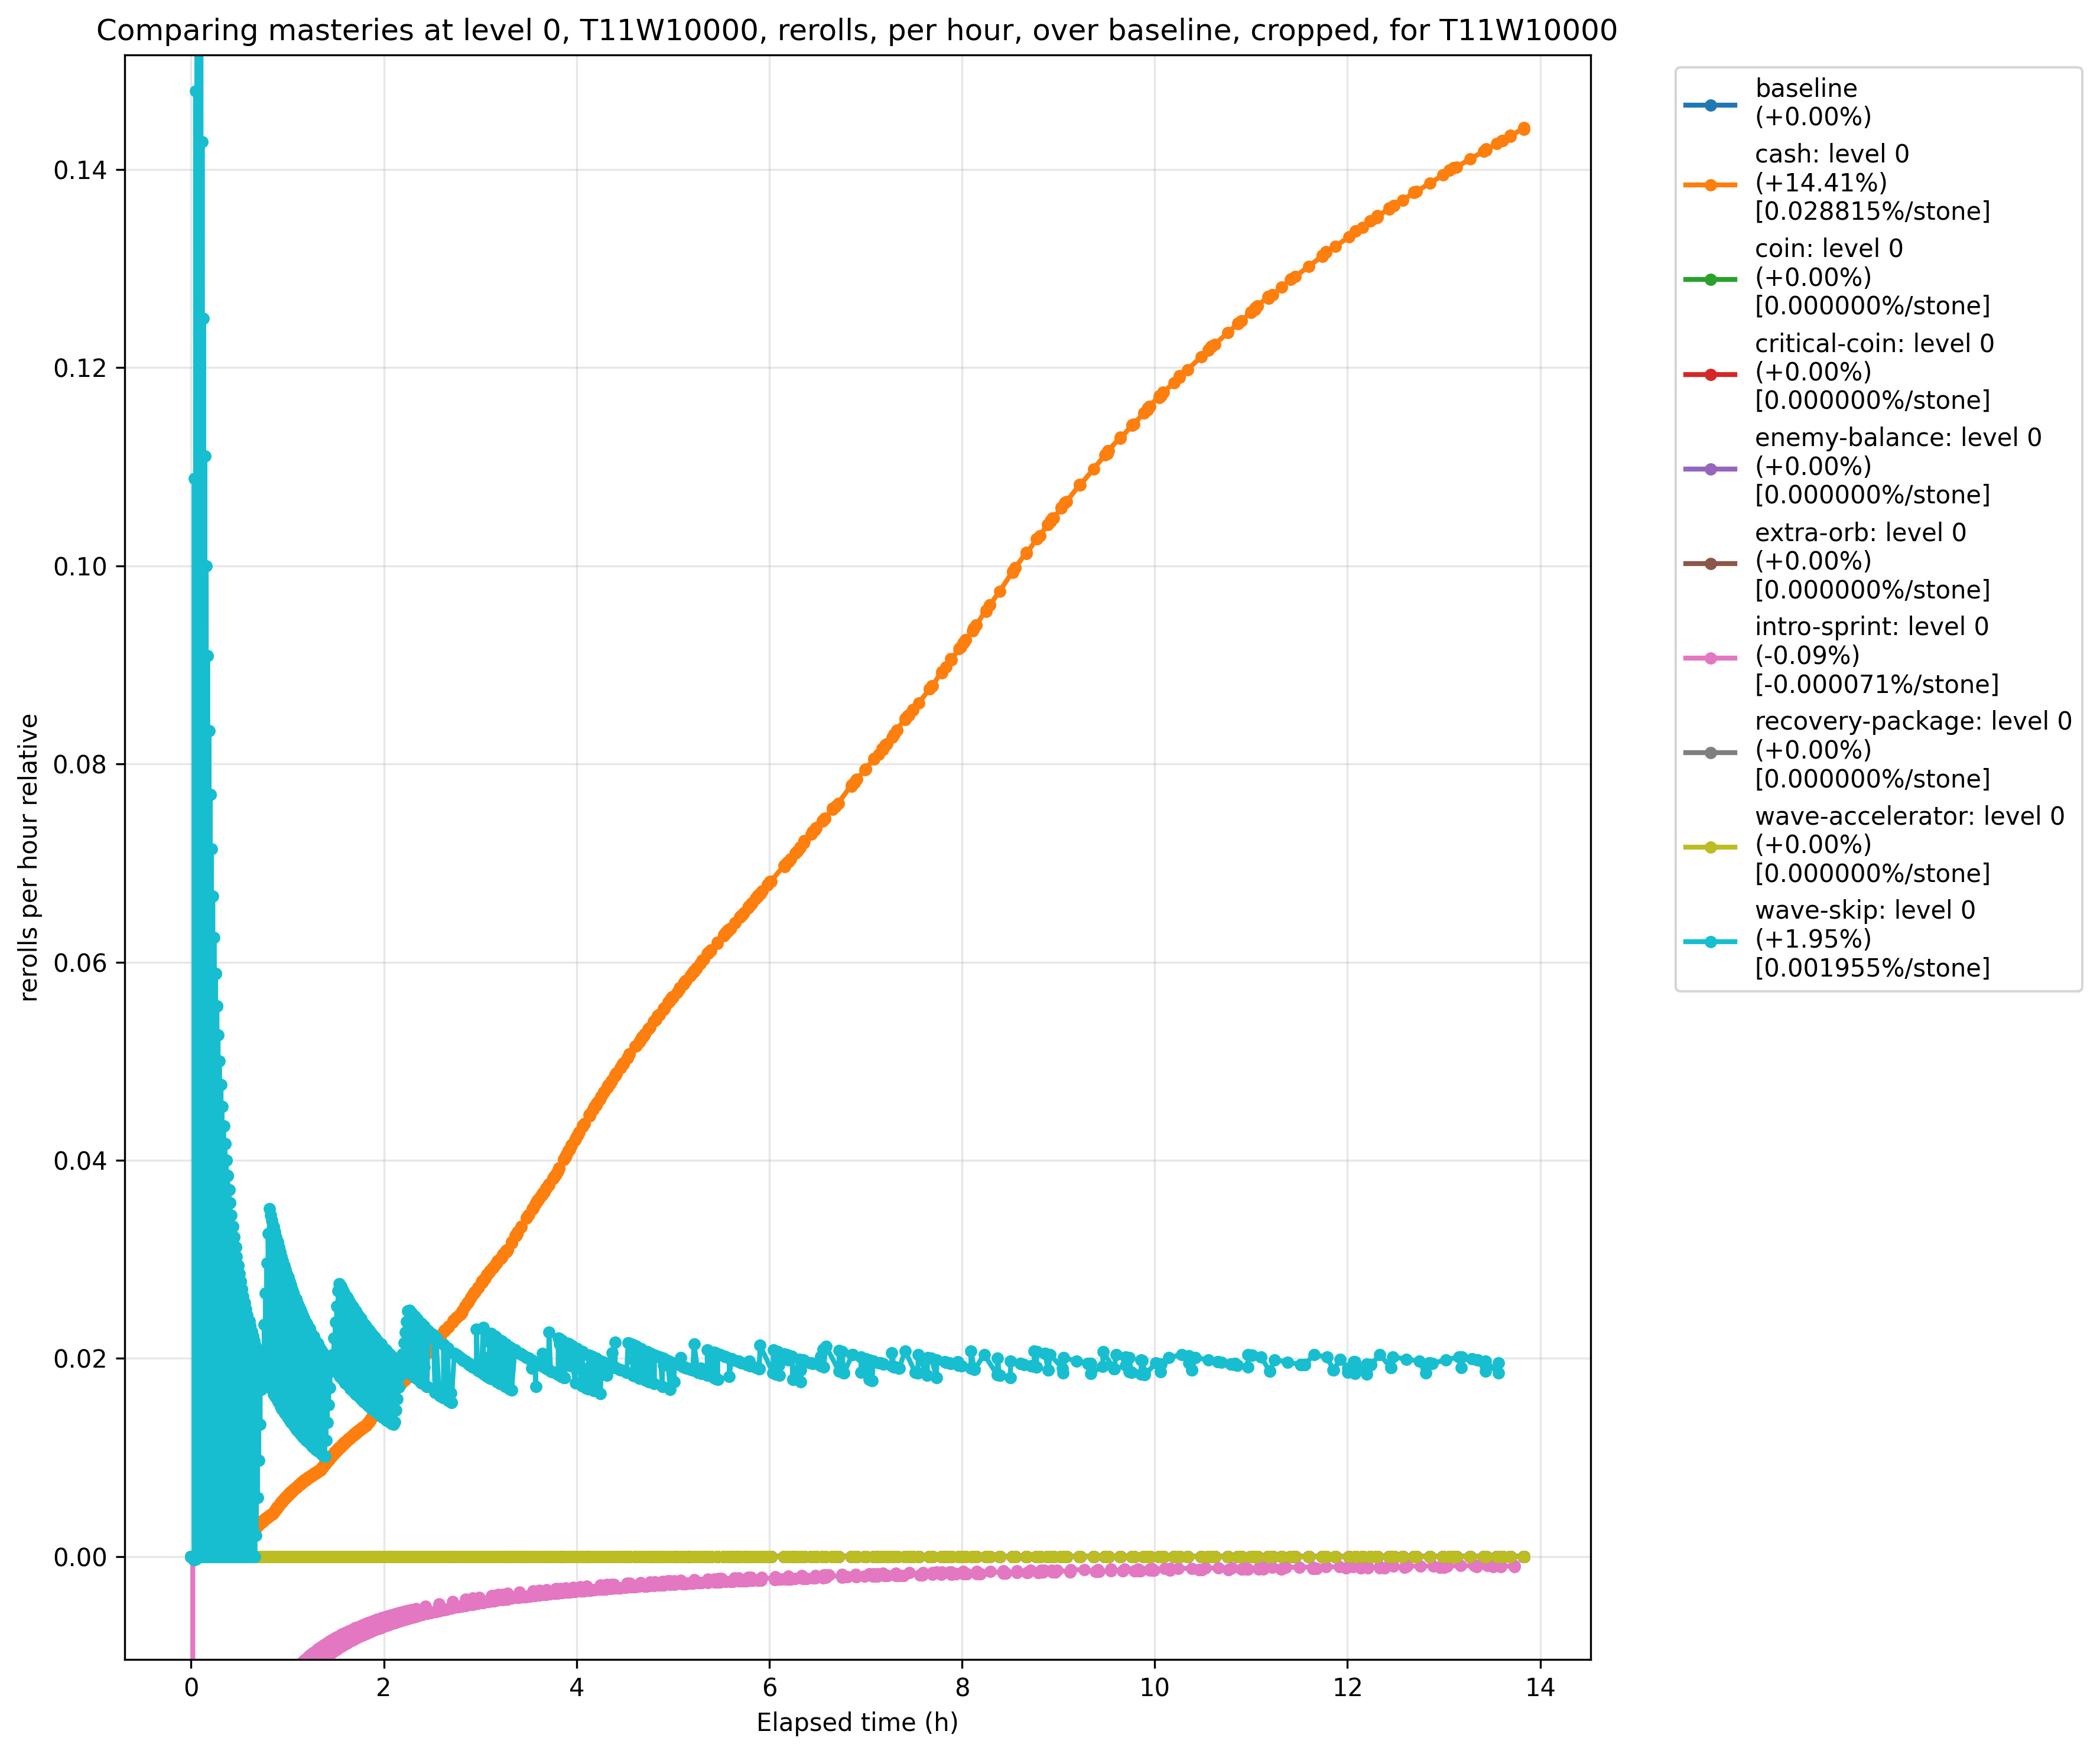 Comparing masteries at level 0, T11W10000, rerolls, per hour, over baseline, cropped, for T11W10000
rerolls per hour relative
0.14
0.12
0.10
0.08
0.06
0.04
0.02
0.00
0
2
4
6
8
10
12
14
Elapsed time (h)
baseline
(+0.00%)
cash: level 0
(+14.41%)
[0.028815%/stone]
coin: level 0
(+0.00%)
[0.000000%/stone]
critical-coin: level 0
(+0.00%)
[0.000000%/stone]
enemy-balance: level 0
(+0.00%)
[0.000000%/stone]
extra-orb: level 0
(+0.00%)
[0.000000%/stone]
intro-sprint: level 0
(-0.09%)
[-0.000071%/stone]
recovery-package: level 0
(+0.00%)
[0.000000%/stone]
wave-accelerator: level 0
(+0.00%)
[0.000000%/stone]
wave-skip: level 0
(+1.95%)
[0.001955%/stone]